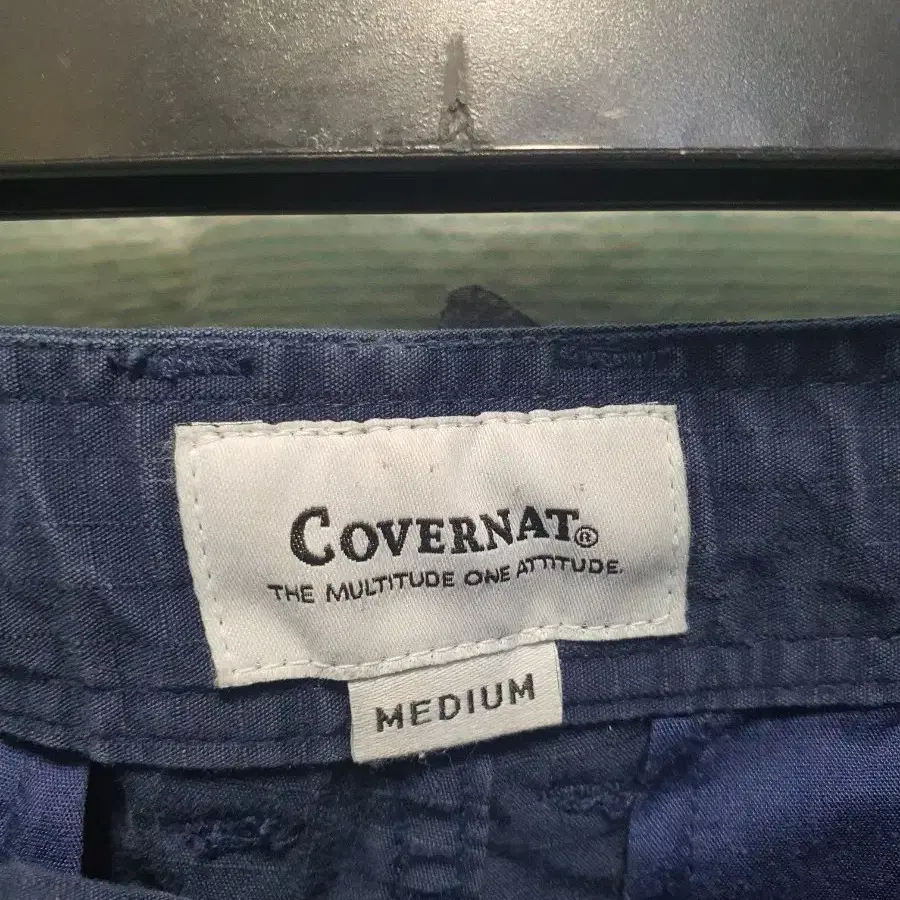 COVERNAT®
THE MULTITUDE ONE ATTITUDE.
MEDIUM